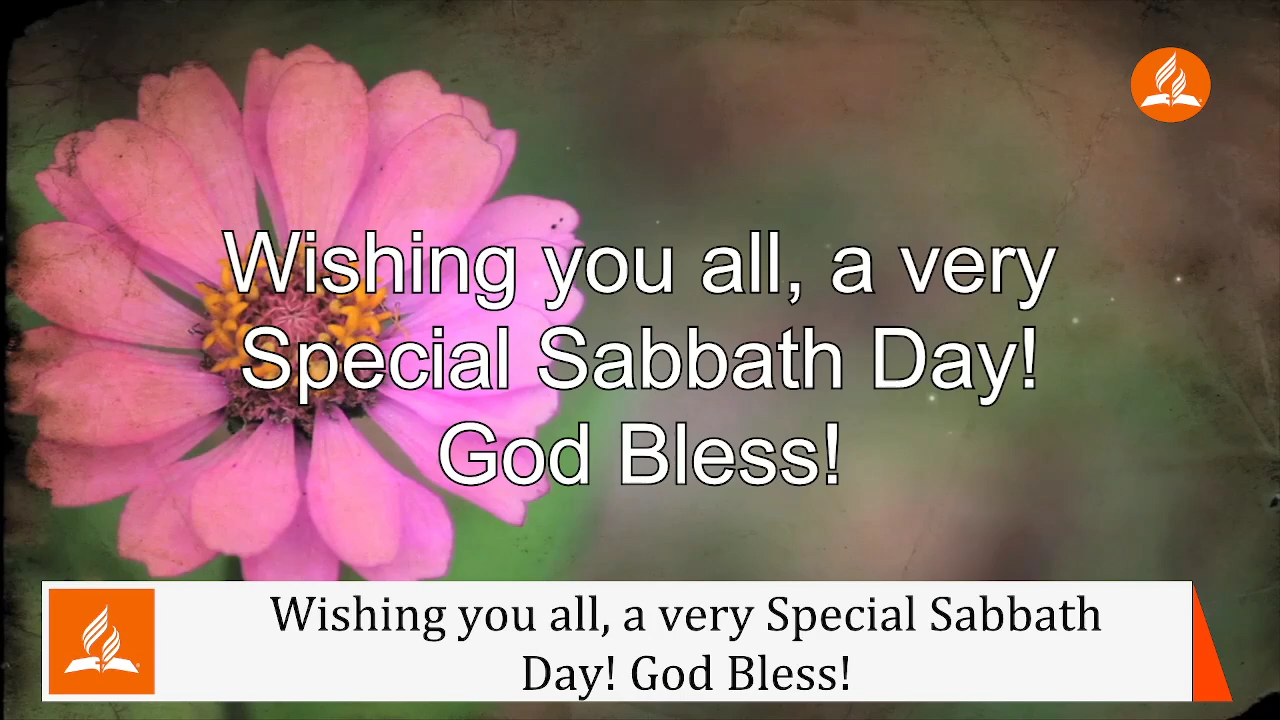 Wishing you all, a very
Special Sabbath Day!
God Bless!
Wishing you all, a very Special Sabbath
Day! God Bless!